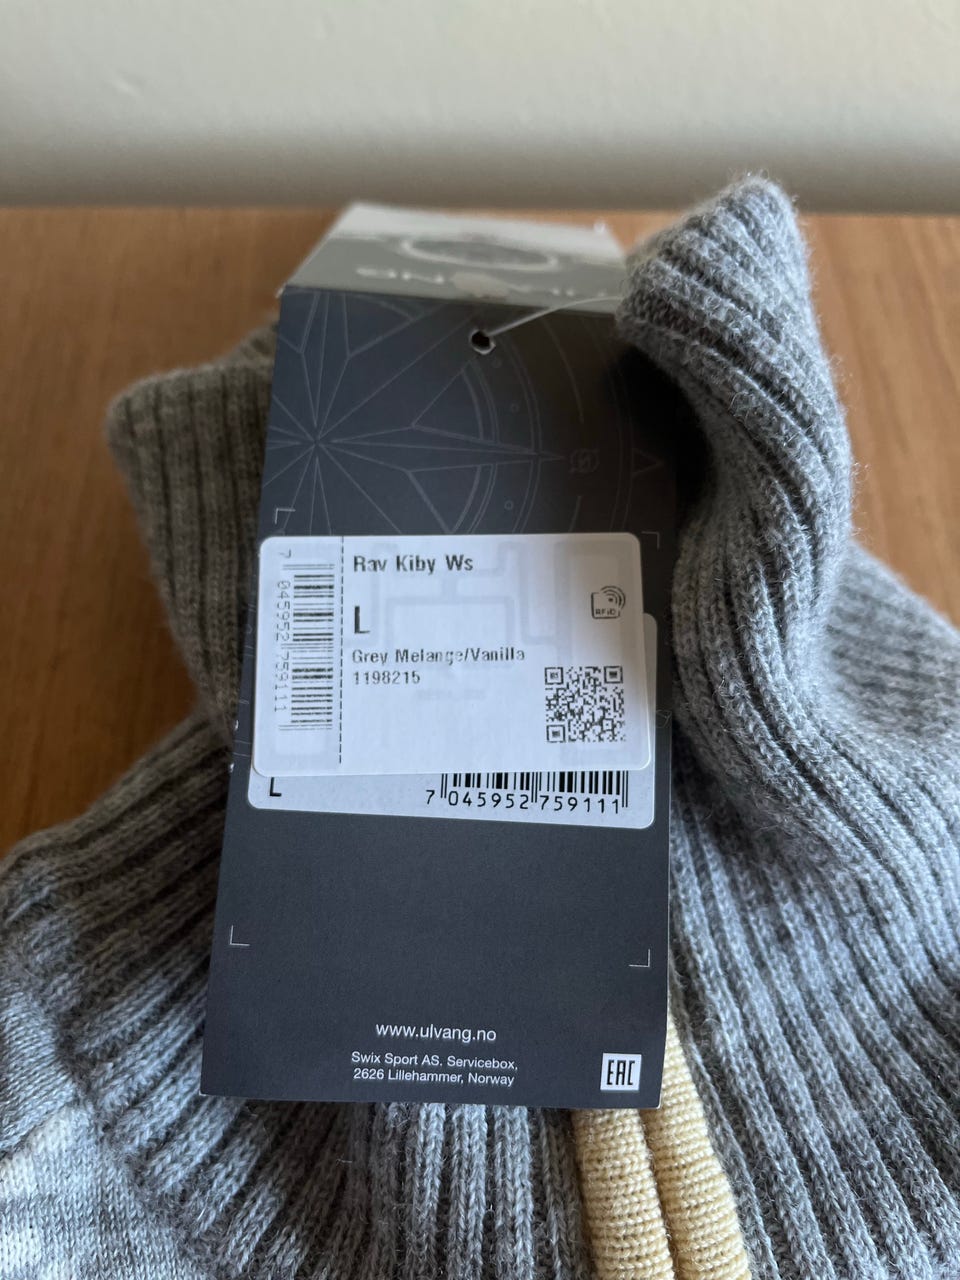 Rav Kiby Ws
L
Grey Melange/Vanilla
1198215
RFID
7 045952 759111
L
7 045952 759111
www.ulvang.no
Swix Sport AS. Servicebox,
2626 Lillehammer, Norway
EAC